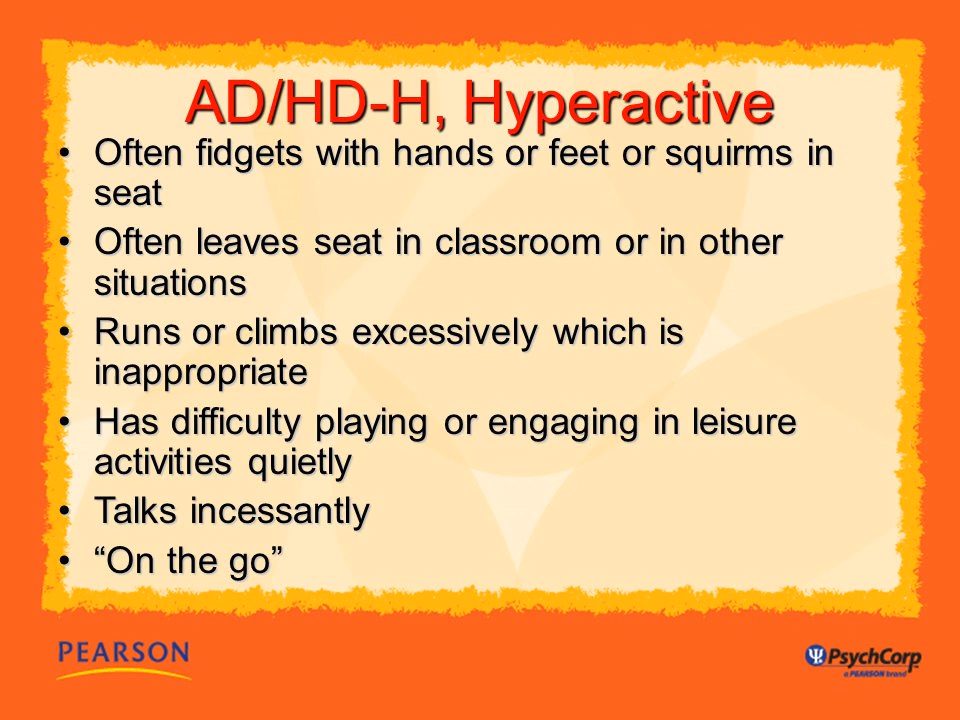 AD/HD-H, Hyperactive
• Often fidgets with hands or feet or squirms in
seat
• Often leaves seat in classroom or in other
situations
• Runs or climbs excessively which is
inappropriate
• Has difficulty playing or engaging in leisure
activities quietly
• Talks incessantly
• “On the go”
PEARSON
PsychCorp
a PEARSON brand